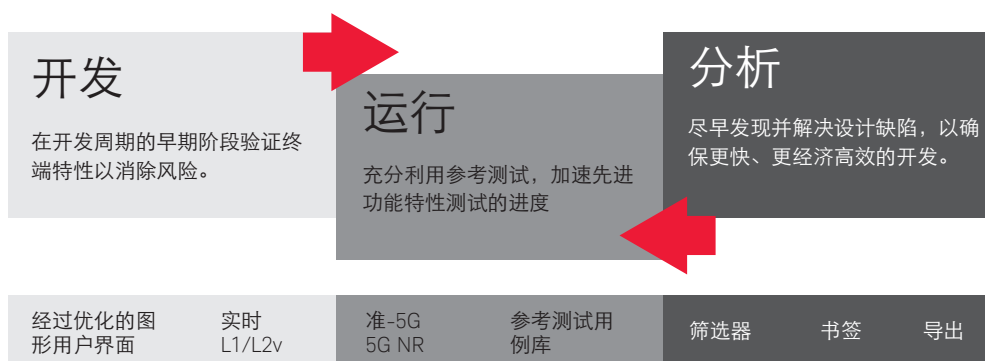 开发
在开发周期的早期阶段验证终
端特性以消除风险。
运行
充分利用参考测试，加速先进
功能特性测试的进度
分析
尽早发现并解决设计缺陷，以确
保更快、更经济高效的开发。
经过优化的图
形用户界面
实时
L1/L2v
准-5G
5G NR
参考测试用
例库
筛选器
书签
导出